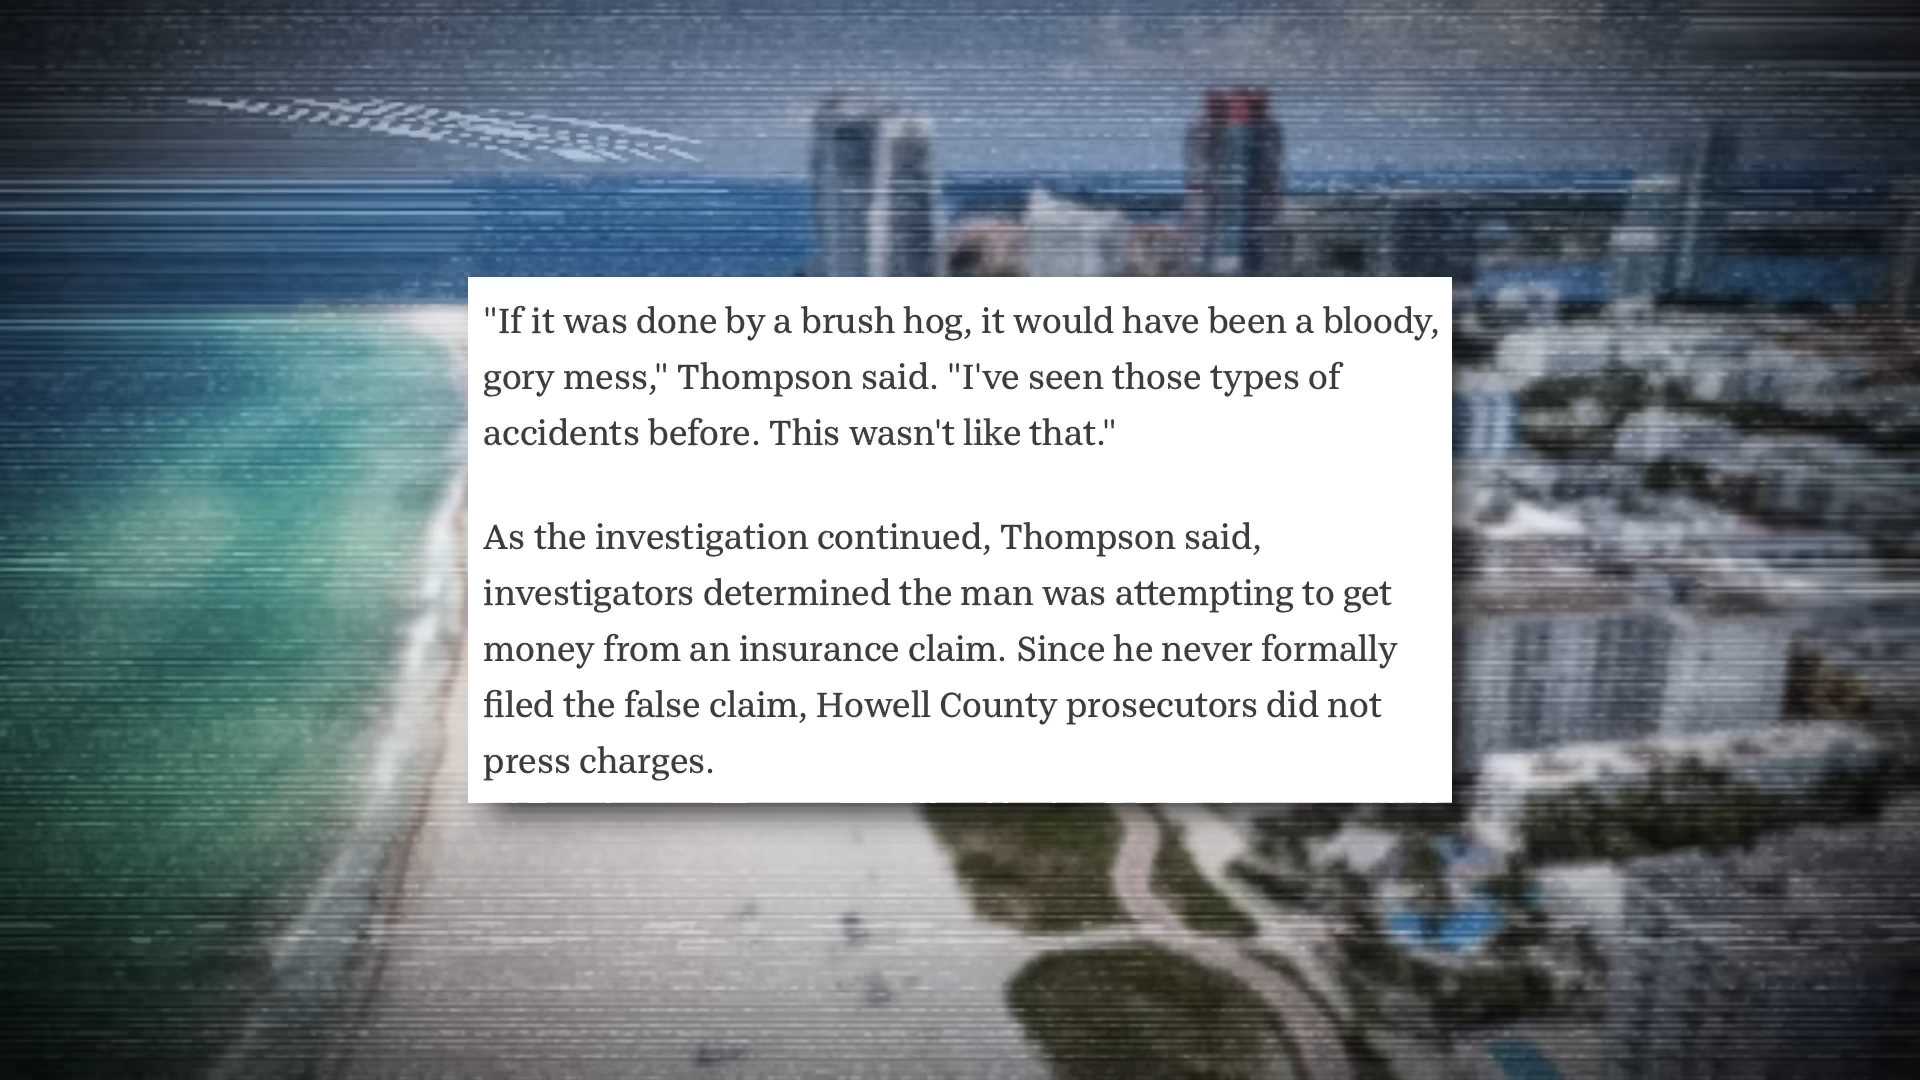 "If it was done by a brush hog, it would have been a bloody,
gory mess," Thompson said. "I've seen those types of
accidents before. This wasn't like that."
As the investigation continued, Thompson said,
investigators determined the man was attempting to get
money from an insurance claim. Since he never formally
filed the false claim, Howell County prosecutors did not
press charges.